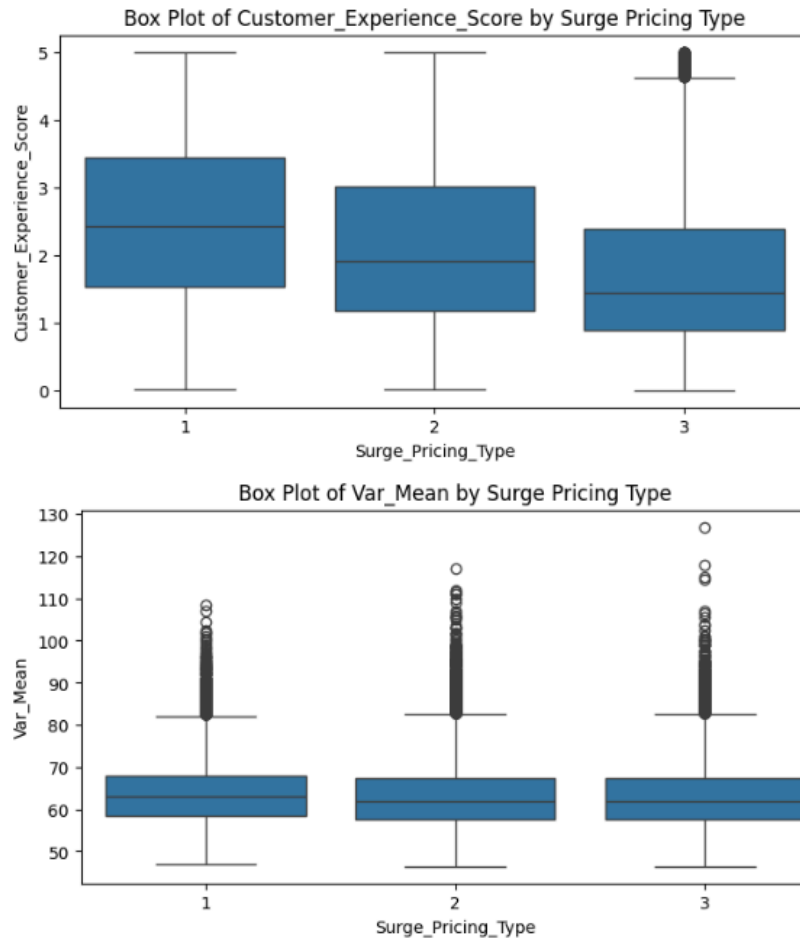 Box Plot of Customer_Experience_Score by Surge Pricing Type
Customer_Experience_Score
5
4
3
2
1
0
1 2 3
Surge_Pricing_Type
Box Plot of Var_Mean by Surge Pricing Type
Var_Mean
130
120
110
100
90
80
70
60
50
1 2 3
Surge_Pricing_Type